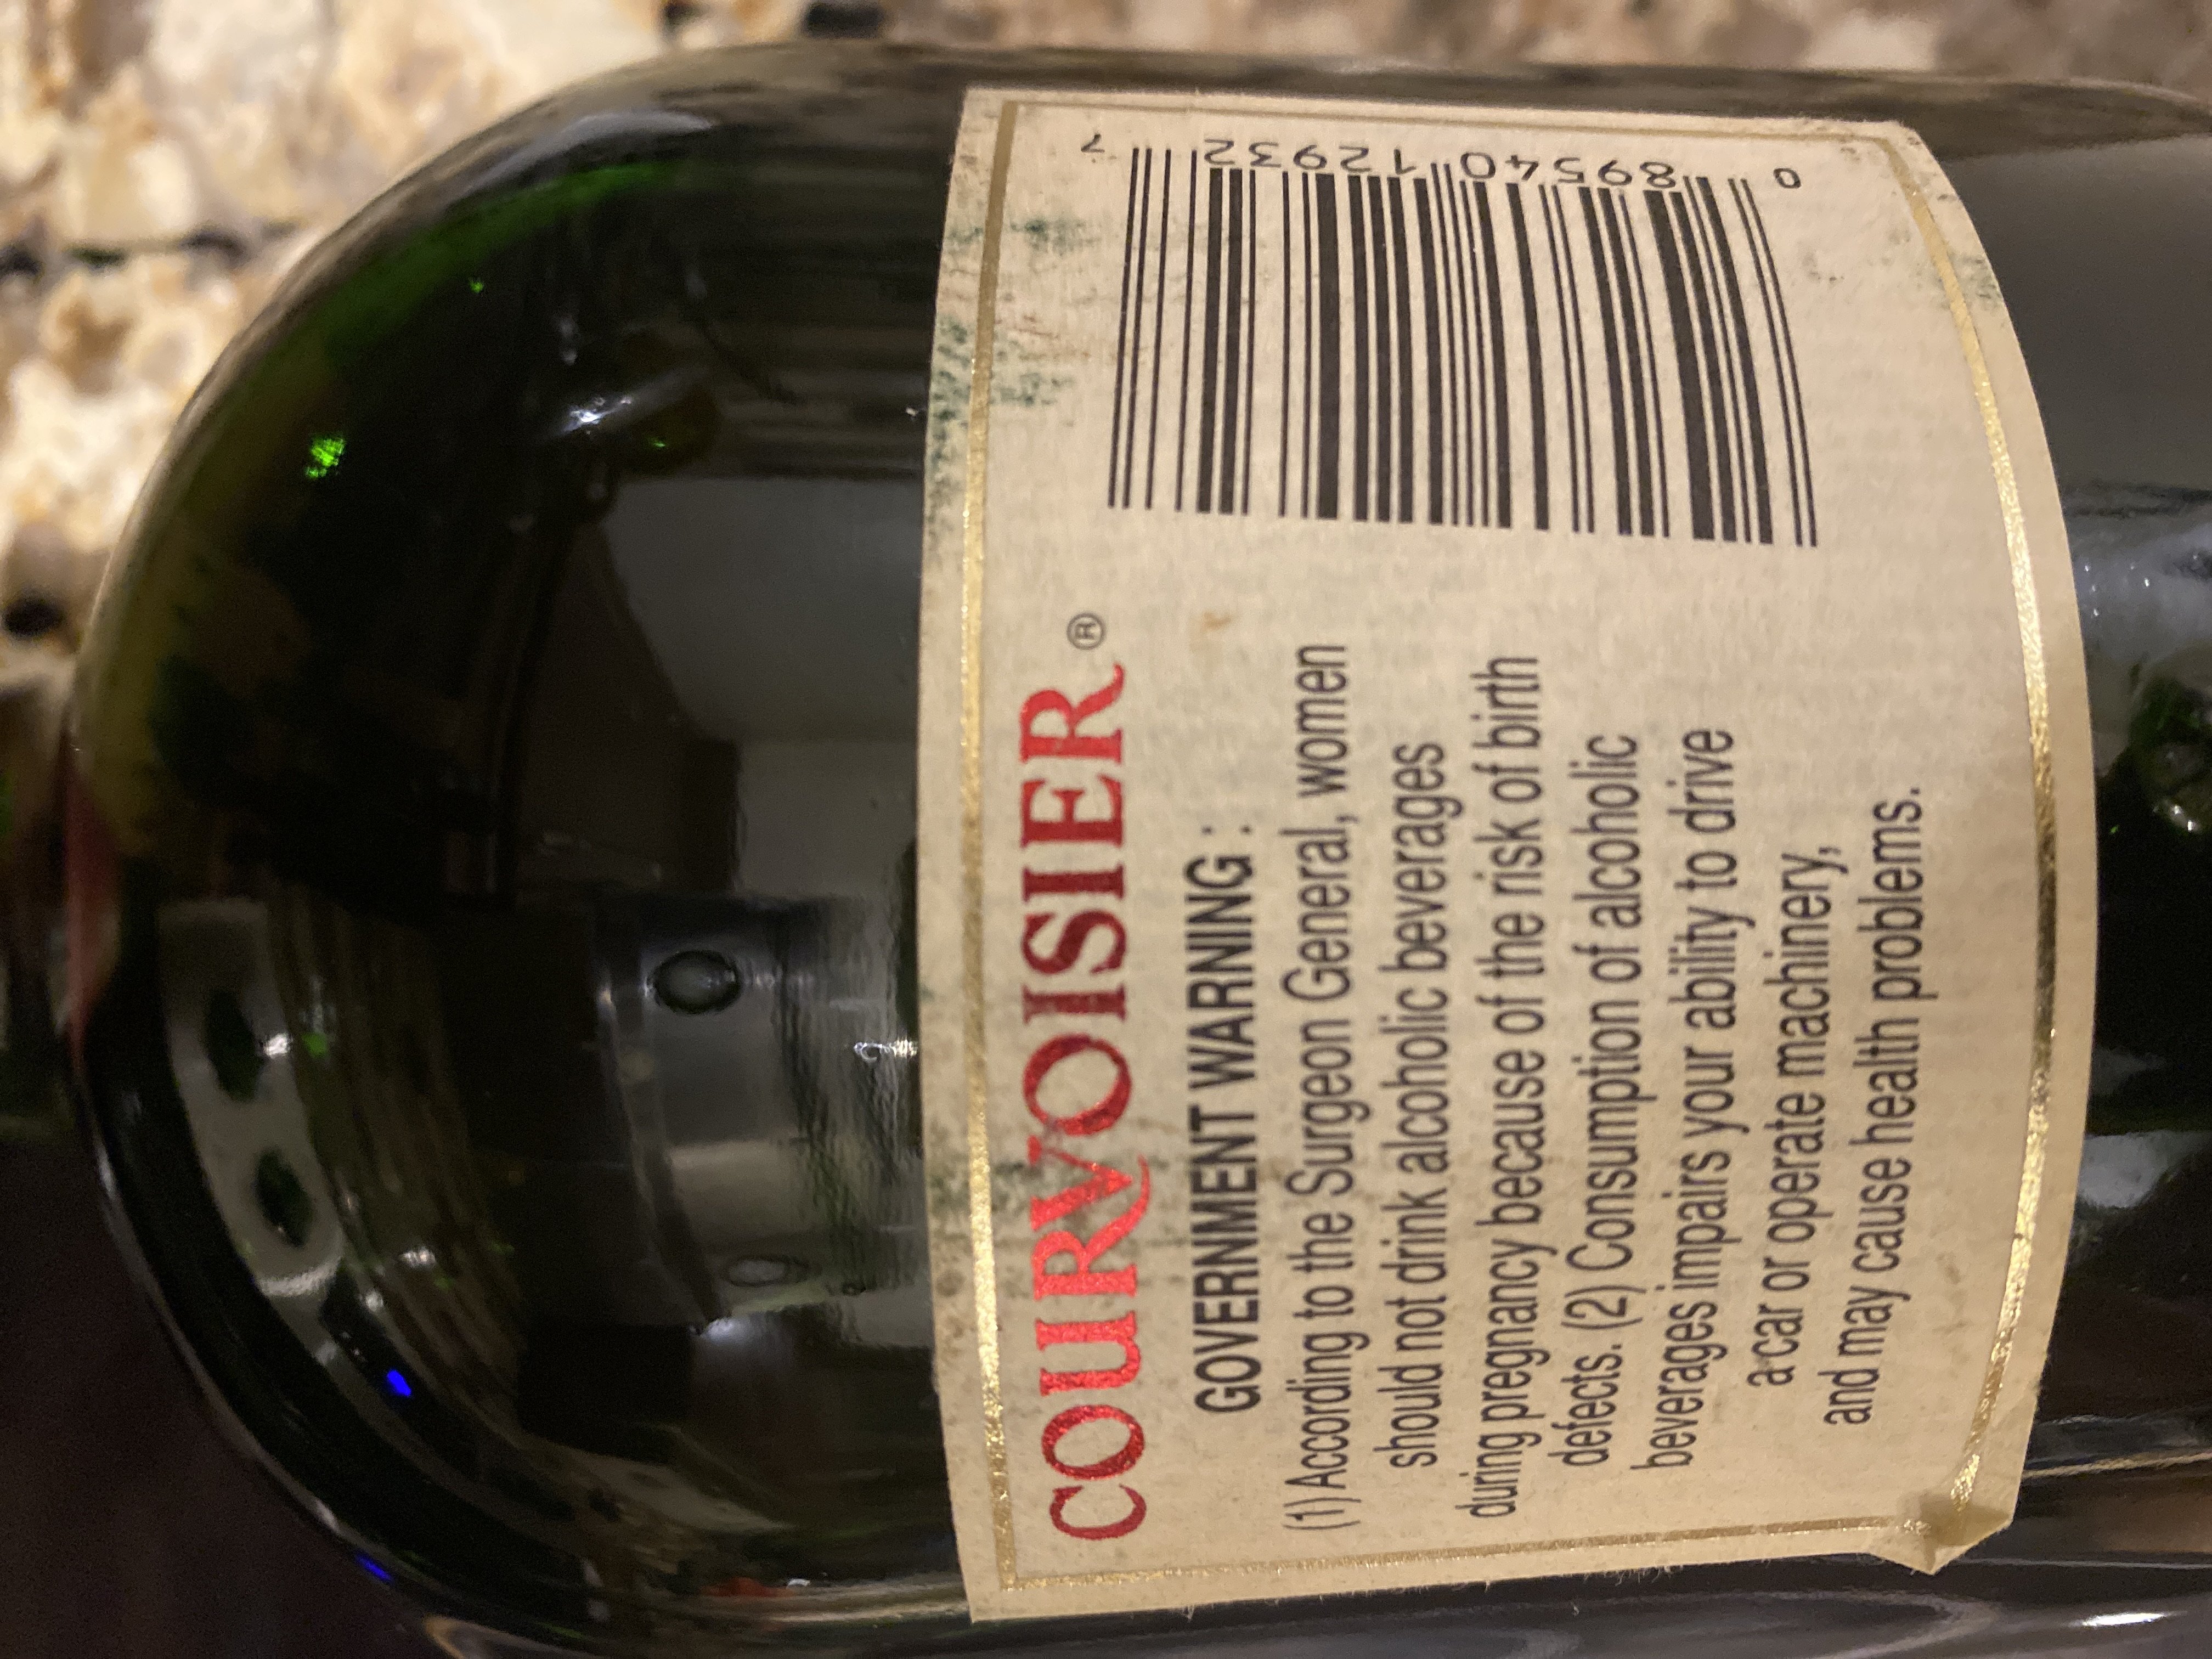 COURVOISIER®
GOVERNMENT WARNING :
(1) According to the Surgeon General, women
should not drink alcoholic beverages
during pregnancy because of the risk of birth
defects. (2) Consumption of alcoholic
beverages impairs your ability to drive
a car or operate machinery,
and may cause health problems.
0 89540 12932 7